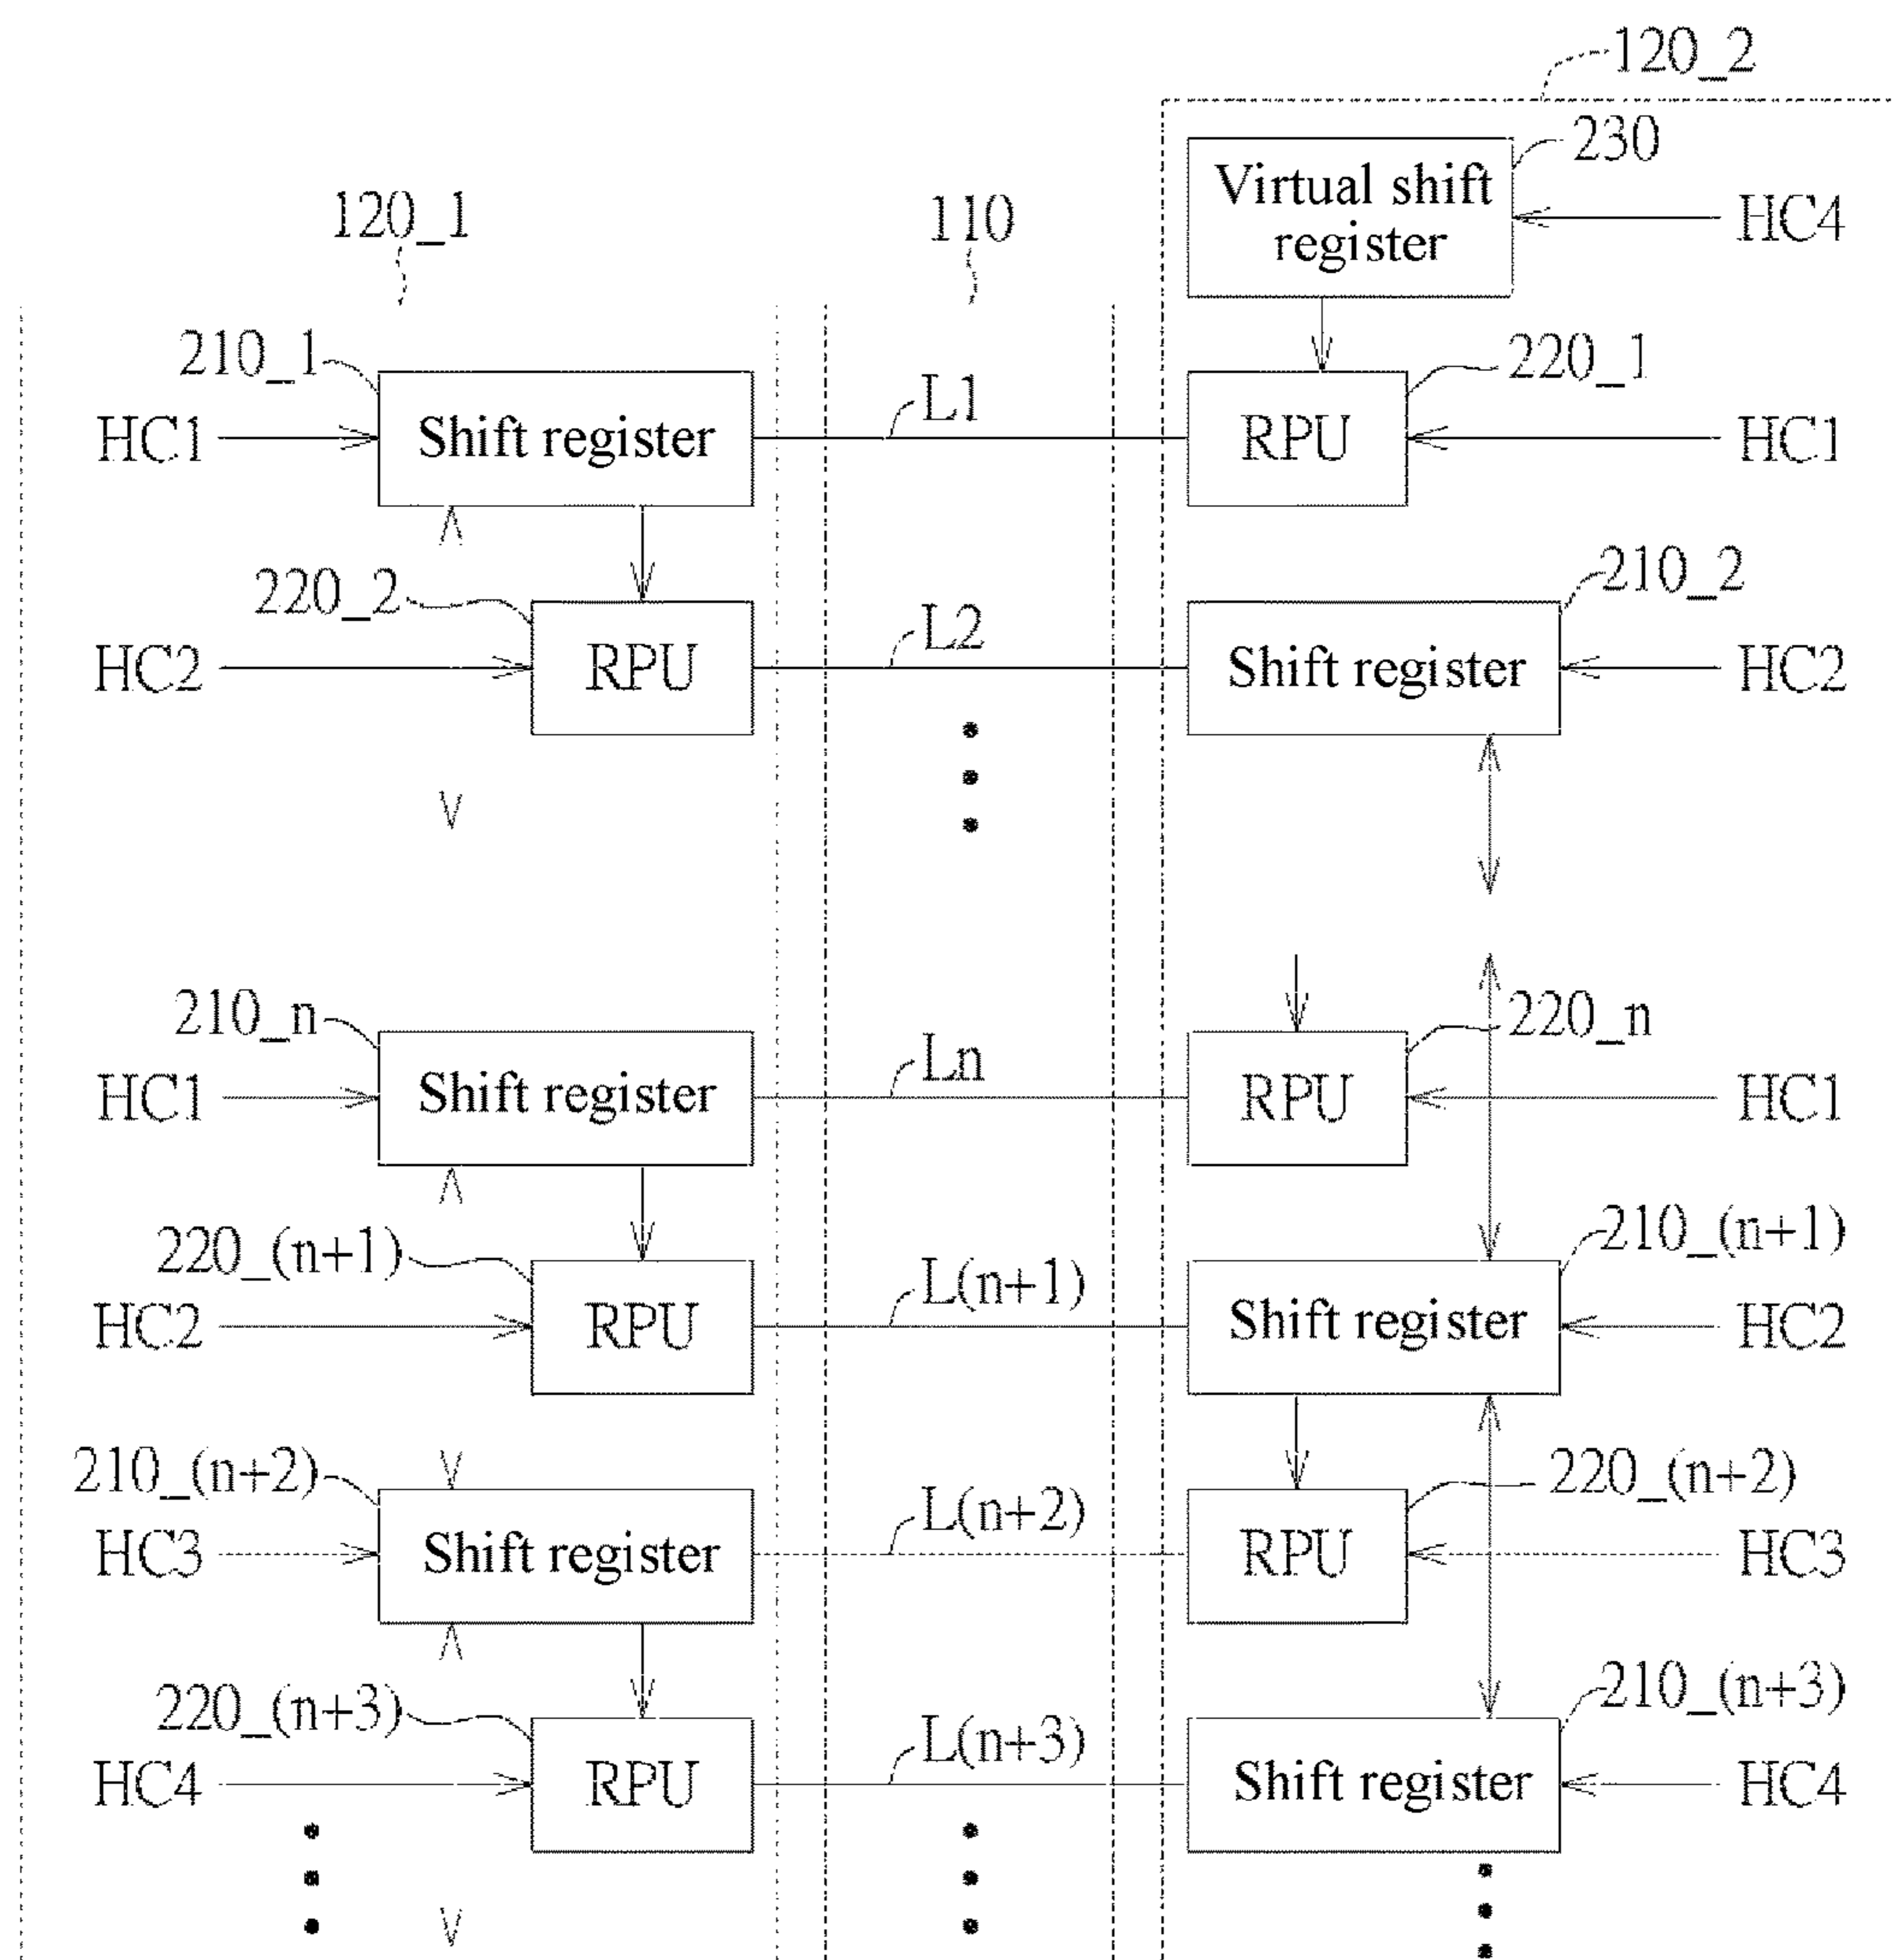 120_2
230
Virtual shift
register
HC4
120_1
110
210_1
HC1
Shift register
L1
RPU
220_1
HC1
220_2
HC2
RPU
L2
Shift register
210_2
HC2
210_n
HC1
Shift register
Ln
RPU
220_n
HC1
220_(n+1)
HC2
RPU
L(n+1)
Shift register
210_(n+1)
HC2
210_(n+2)
HC3
Shift register
L(n+2)
RPU
220_(n+2)
HC3
220_(n+3)
HC4
RPU
L(n+3)
Shift register
210_(n+3)
HC4